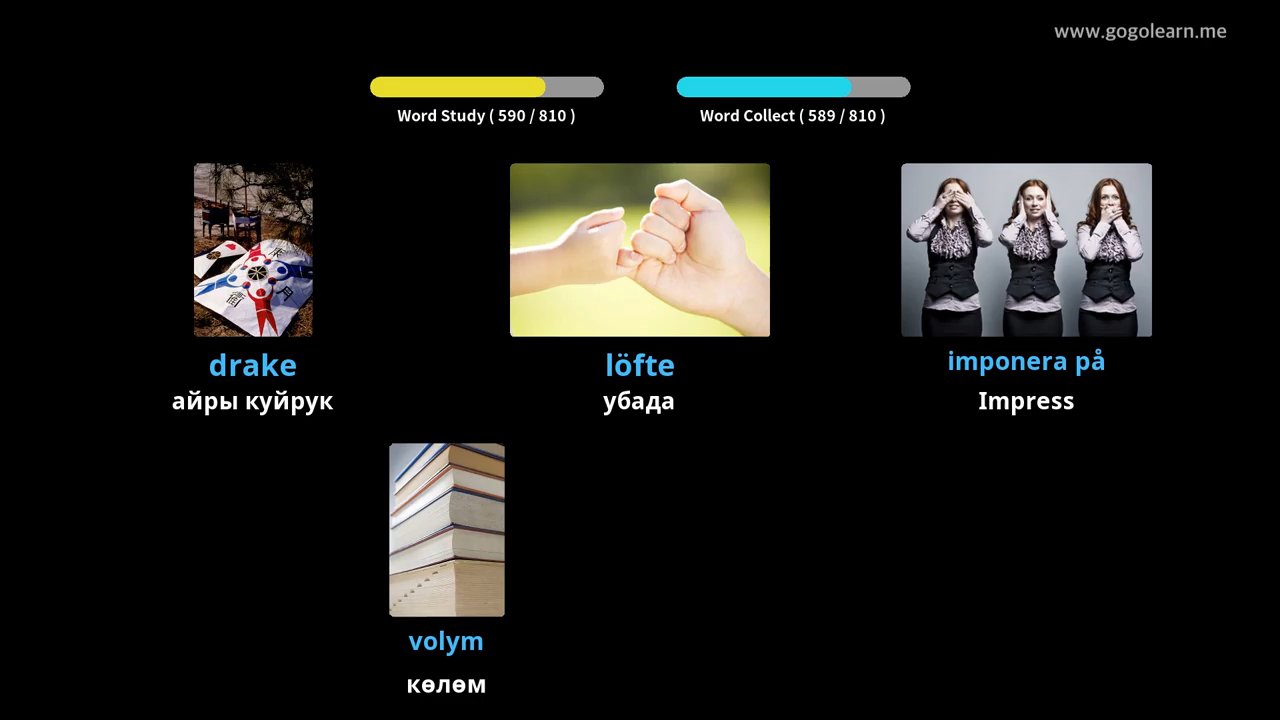 www.gogolearn.me
Word Study ( 590 / 810 )
Word Collect ( 589 / 810 )
drake
айры куйрук
löfte
убада
imponera på
Impress
volym
көлөм